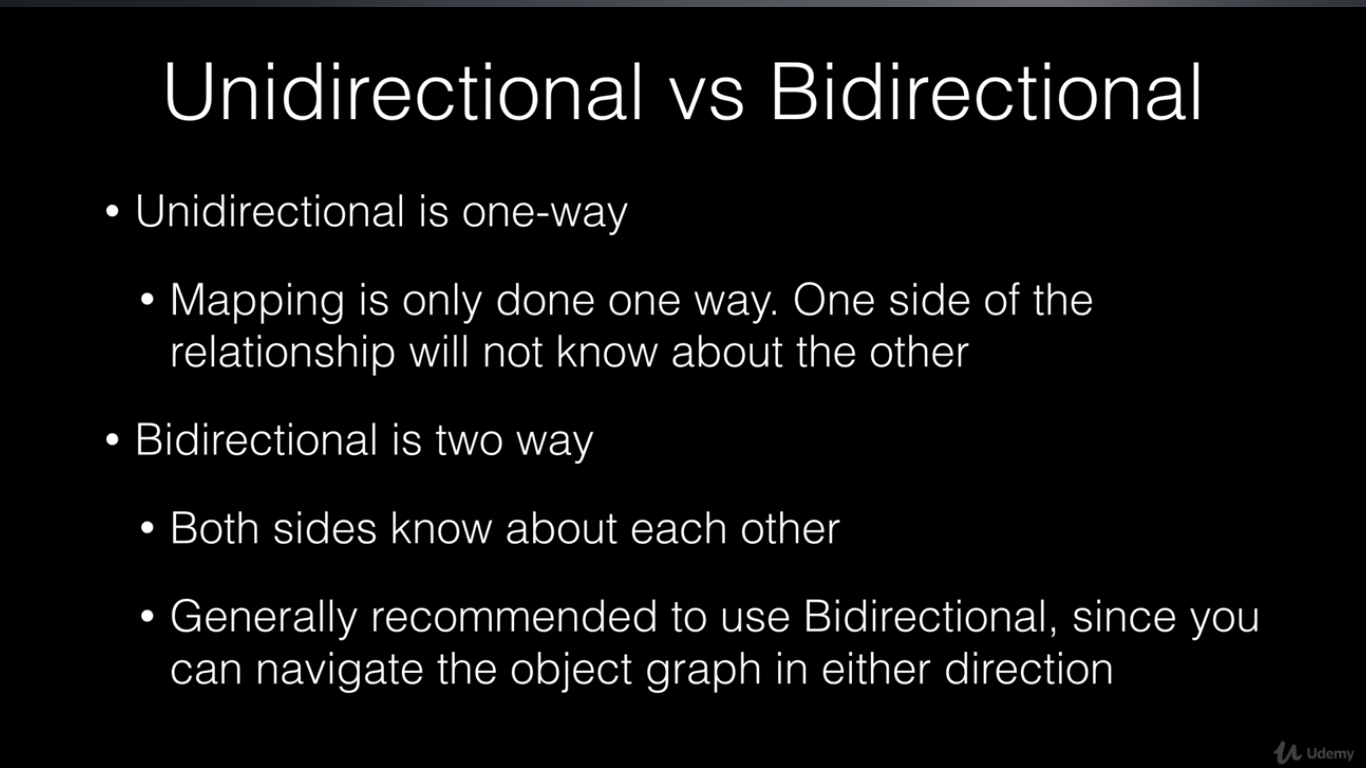 Unidirectional vs Bidirectional
• Unidirectional is one-way
• Mapping is only done one way. One side of the
relationship will not know about the other
• Bidirectional is two way
• Both sides know about each other
• Generally recommended to use Bidirectional, since you
can navigate the object graph in either direction
Udemy